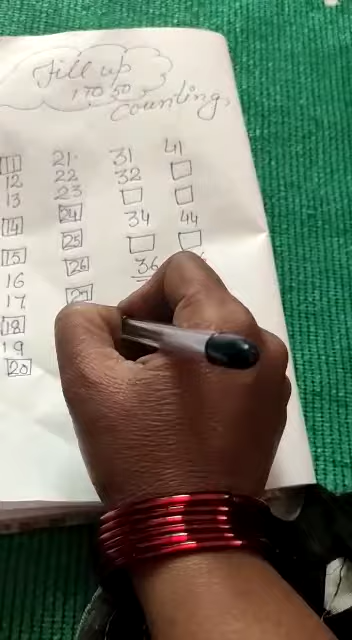 Fill up
1 TO 50
counting,
11 21. 31 41
12 22 32
13 23
14 24 34 44
15 25
16 26 36
17 27
18
19
20